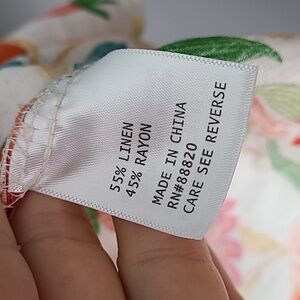 55% LINEN
45% RAYON
MADE IN CHINA
RN#88820
CARE SEE REVERSE